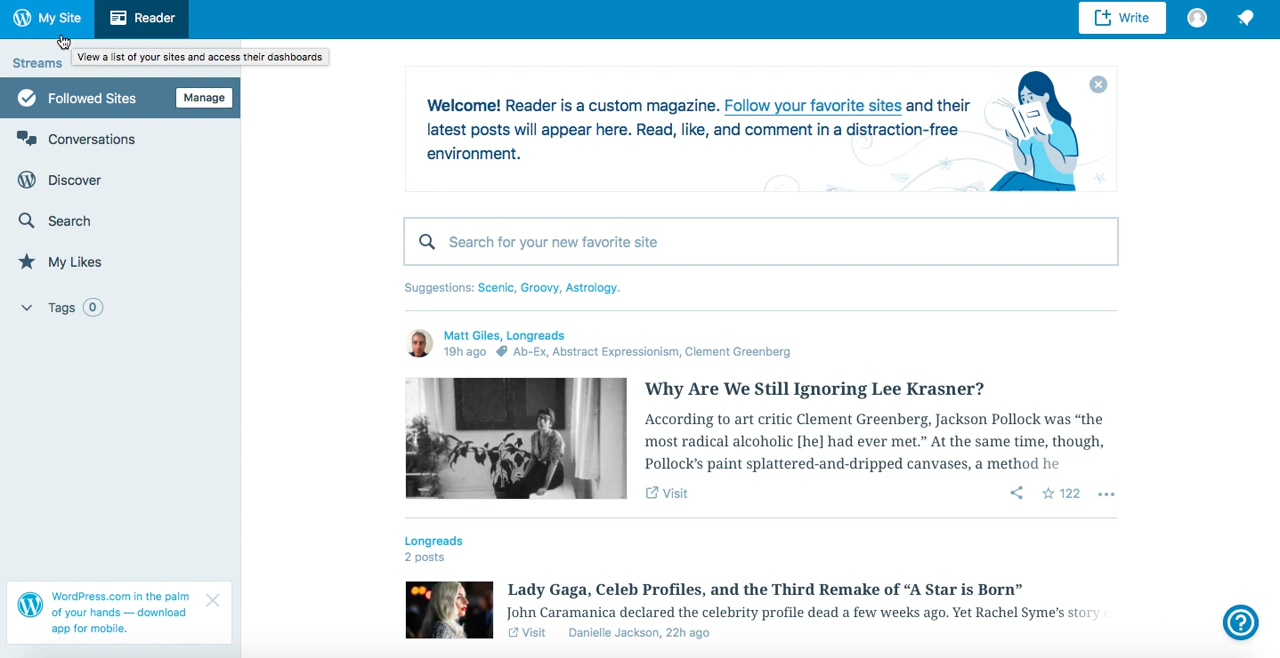 My Site
Reader
Write
View a list of your sites and access their dashboards
Streams
Followed Sites
Manage
Conversations
Discover
Search
My Likes
Tags 0
WordPress.com in the palm
of your hands — download
app for mobile.
Welcome! Reader is a custom magazine. Follow your favorite sites and their
latest posts will appear here. Read, like, and comment in a distraction-free
environment.
Search for your new favorite site
Suggestions: Scenic, Groovy, Astrology.
Matt Giles, Longreads
19h ago Ab-Ex, Abstract Expressionism, Clement Greenberg
Why Are We Still Ignoring Lee Krasner?
According to art critic Clement Greenberg, Jackson Pollock was “the
most radical alcoholic [he] had ever met.” At the same time, though,
Pollock’s paint splattered-and-dripped canvases, a method he
Visit
122
Longreads
2 posts
Lady Gaga, Celeb Profiles, and the Third Remake of “A Star is Born”
John Caramanica declared the celebrity profile dead a few weeks ago. Yet Rachel Syme’s story
Visit Danielle Jackson, 22h ago